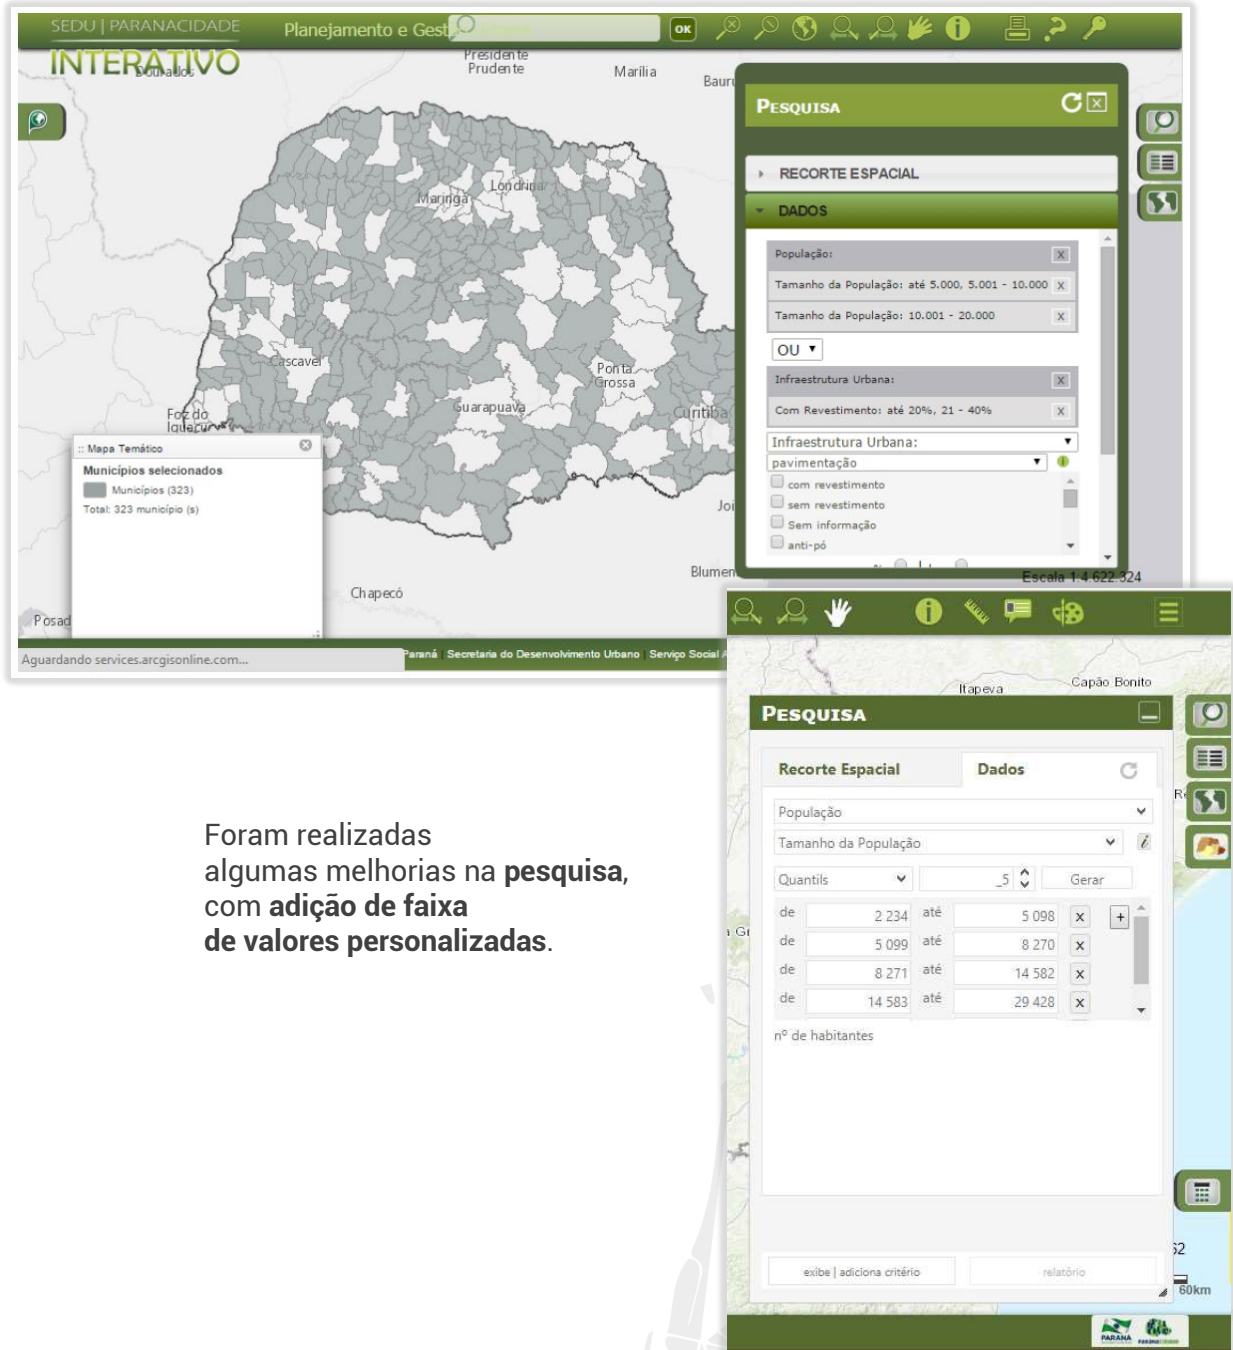 SEDU | PARANACIDADE
INTERATIVO
Planejamento e Gest
OK
Presidente
Prudente
Marília
Bauru
Dourados
Londrina
Maringá
Cascavel
Ponta
Grossa
Guarapuava
Curitiba
Foz do
Iguaçu
Joi
Blumen
Chapecó
Posad
PESQUISA
RECORTE ESPACIAL
DADOS
População:
X
Tamanho da População: até 5.000, 5.001 - 10.000
X
Tamanho da População: 10.001 - 20.000
X
OU
Infraestrutura Urbana:
X
Com Revestimento: até 20%, 21 - 40%
X
Infraestrutura Urbana:
pavimentação
com revestimento
sem revestimento
Sem informação
anti-pó
Escala 1:4.622.324
:: Mapa Temático
Municípios selecionados
Municípios (323)
Total: 323 município (s)
Aguardando services.arcgisonline.com...
Paraná | Secretaria do Desenvolvimento Urbano | Serviço Social A
Itapeva
Capão Bonito
PESQUISA
Recorte Espacial
Dados
População
Tamanho da População
i
Quantils
_5
Gerar
de 2 234 até 5 098 x +
de 5 099 até 8 270 x
de 8 271 até 14 582 x
de 14 583 até 29 428 x
nº de habitantes
exibe | adiciona critério
relatório
60km
PARANÁ
Foram realizadas
algumas melhorias na pesquisa,
com adição de faixa
de valores personalizadas.